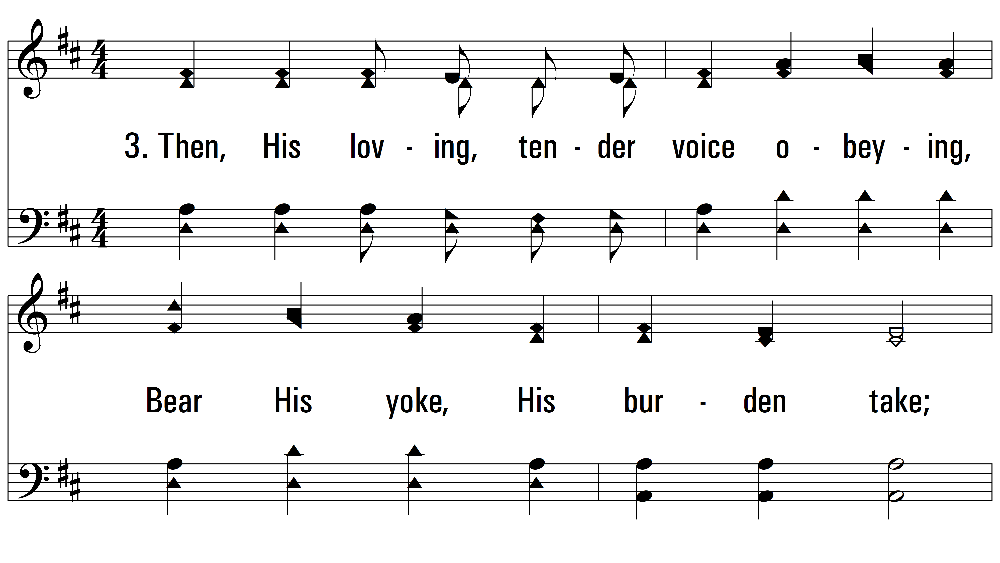 3. Then, His lov - ing, ten - der voice o - bey - ing,
Bear His yoke, His bur - den take;